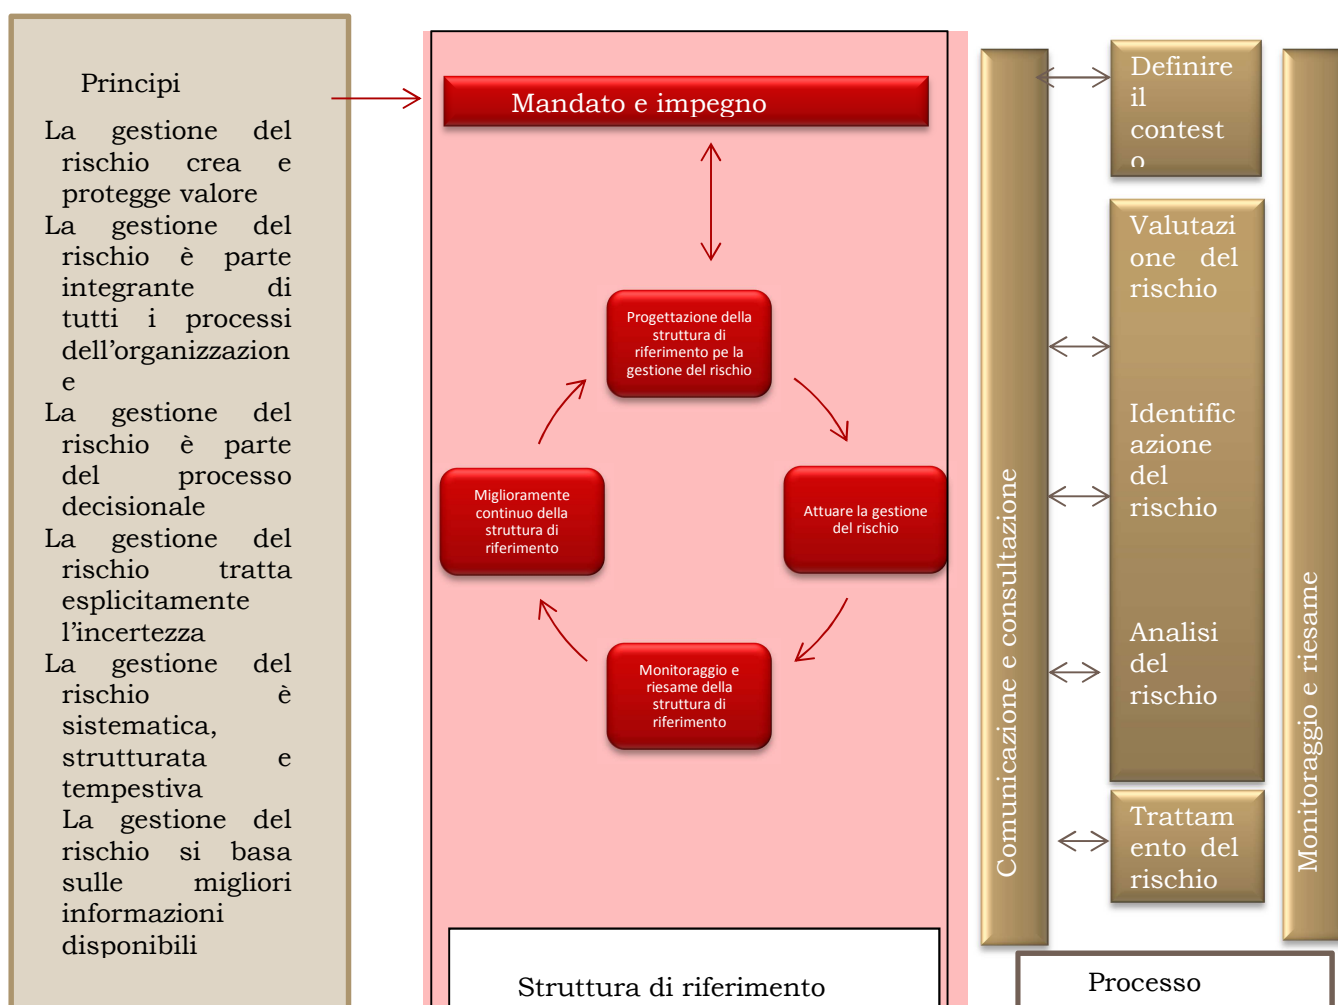 Principi
La gestione del
rischio crea e
protegge valore
La gestione del
rischio è parte
integrante di
tutti i processi
dell’organizzazion
e
La gestione del
rischio è parte
del processo
decisionale
La gestione del
rischio tratta
esplicitamente
l’incertezza
La gestione del
rischio è
sistematica,
strutturata e
tempestiva
La gestione del
rischio si basa
sulle migliori
informazioni
disponibili
Mandato e impegno
Progettazione della
struttura di
riferimento pe la
gestione del rischio
Attuare la gestione
del rischio
Monitoraggio e
riesame della
struttura di
riferimento
Miglioramente
continuo della
struttura di
riferimento
Struttura di riferimento
Comunicazione e consultazione
Definire
il
contest
o
Valutazi
one del
rischio
Identific
azione
del
rischio
Analisi
del
rischio
Trattam
ento del
rischio
Monitoraggio e riesame
Processo